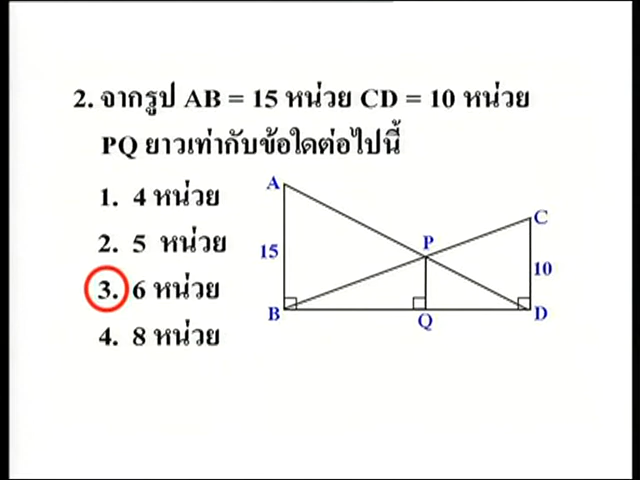 2. จากรูป AB = 15 หน่วย CD = 10 หน่วย
PQ ยาวเท่ากับข้อใดต่อไปนี้
1. 4 หน่วย
2. 5 หน่วย
3. 6 หน่วย
4. 8 หน่วย
A
C
P
15
10
B
Q
D